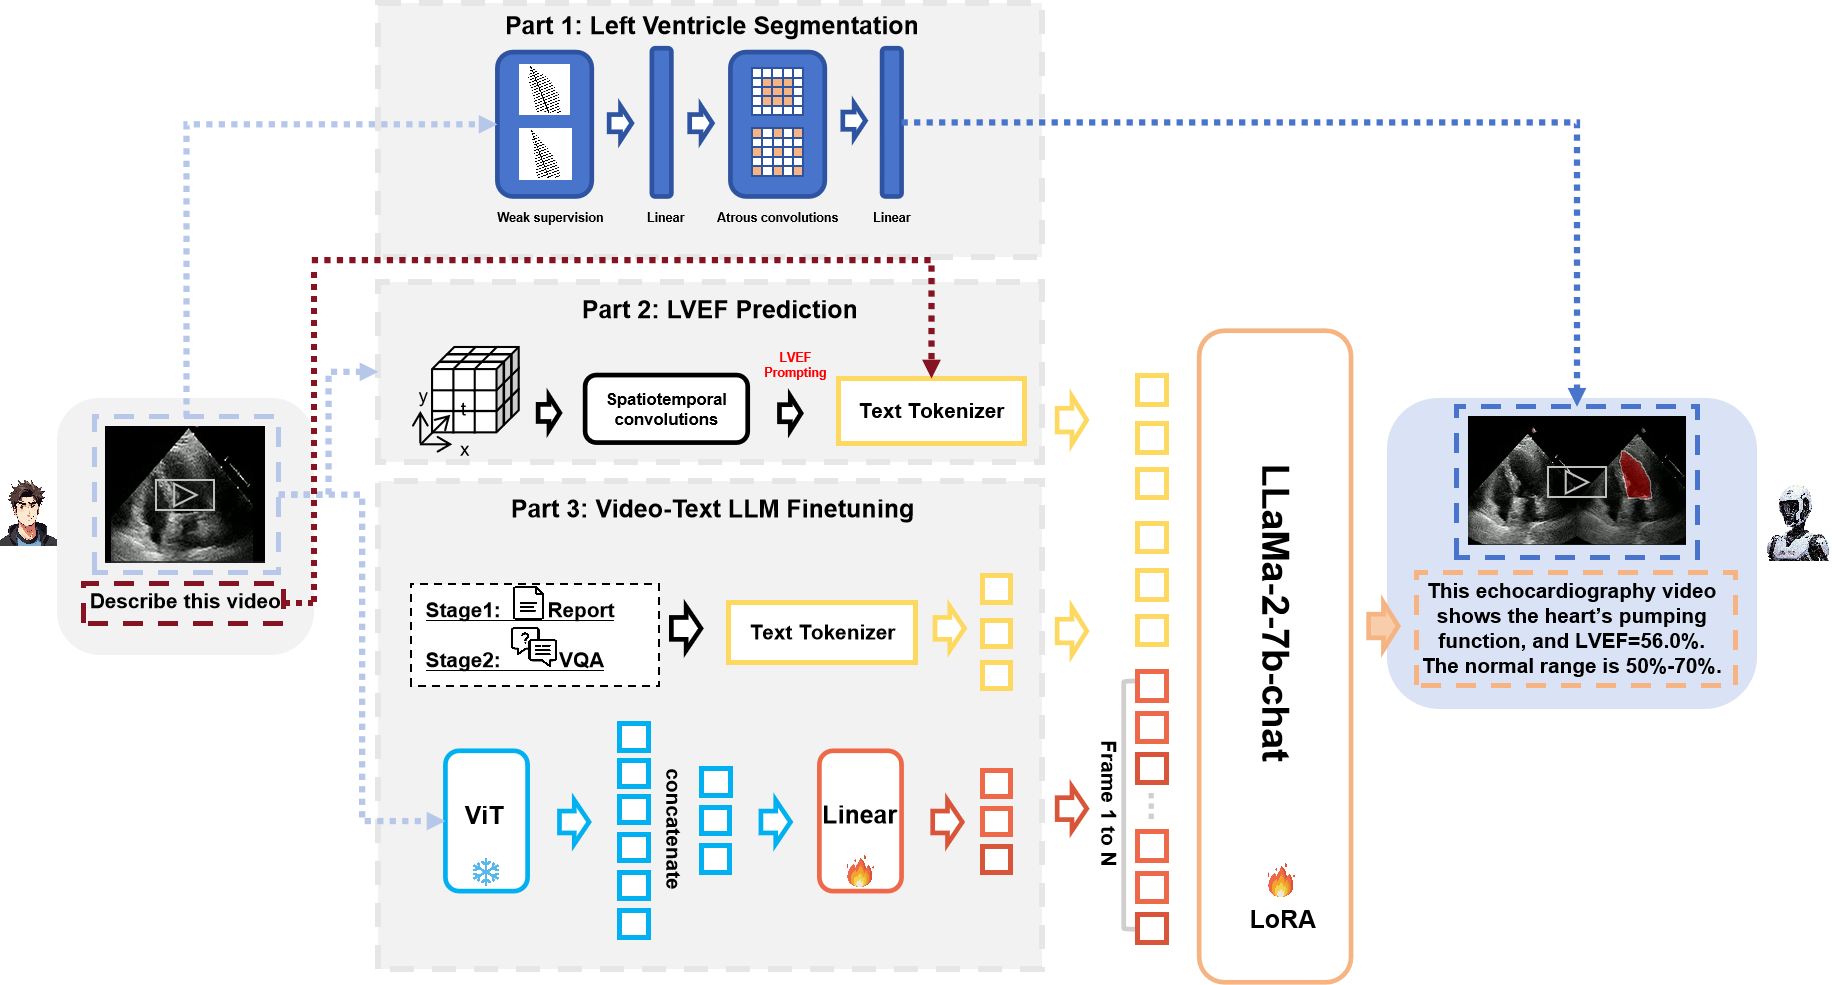 Part 1: Left Ventricle Segmentation
Weak supervision
Linear
Atrous convolutions
Linear
Part 2: LVEF Prediction
y
t
x
Spatiotemporal
convolutions
LVEF
Prompting
Text Tokenizer
Describe this video
Part 3: Video-Text LLM Finetuning
Stage1: Report
Stage2: ? VQA
Text Tokenizer
ViT
concatenate
Linear
Frame 1 to N
LLaMa-2-7b-chat
LoRA
This echocardiography video
shows the heart’s pumping
function, and LVEF=56.0%.
The normal range is 50%-70%.